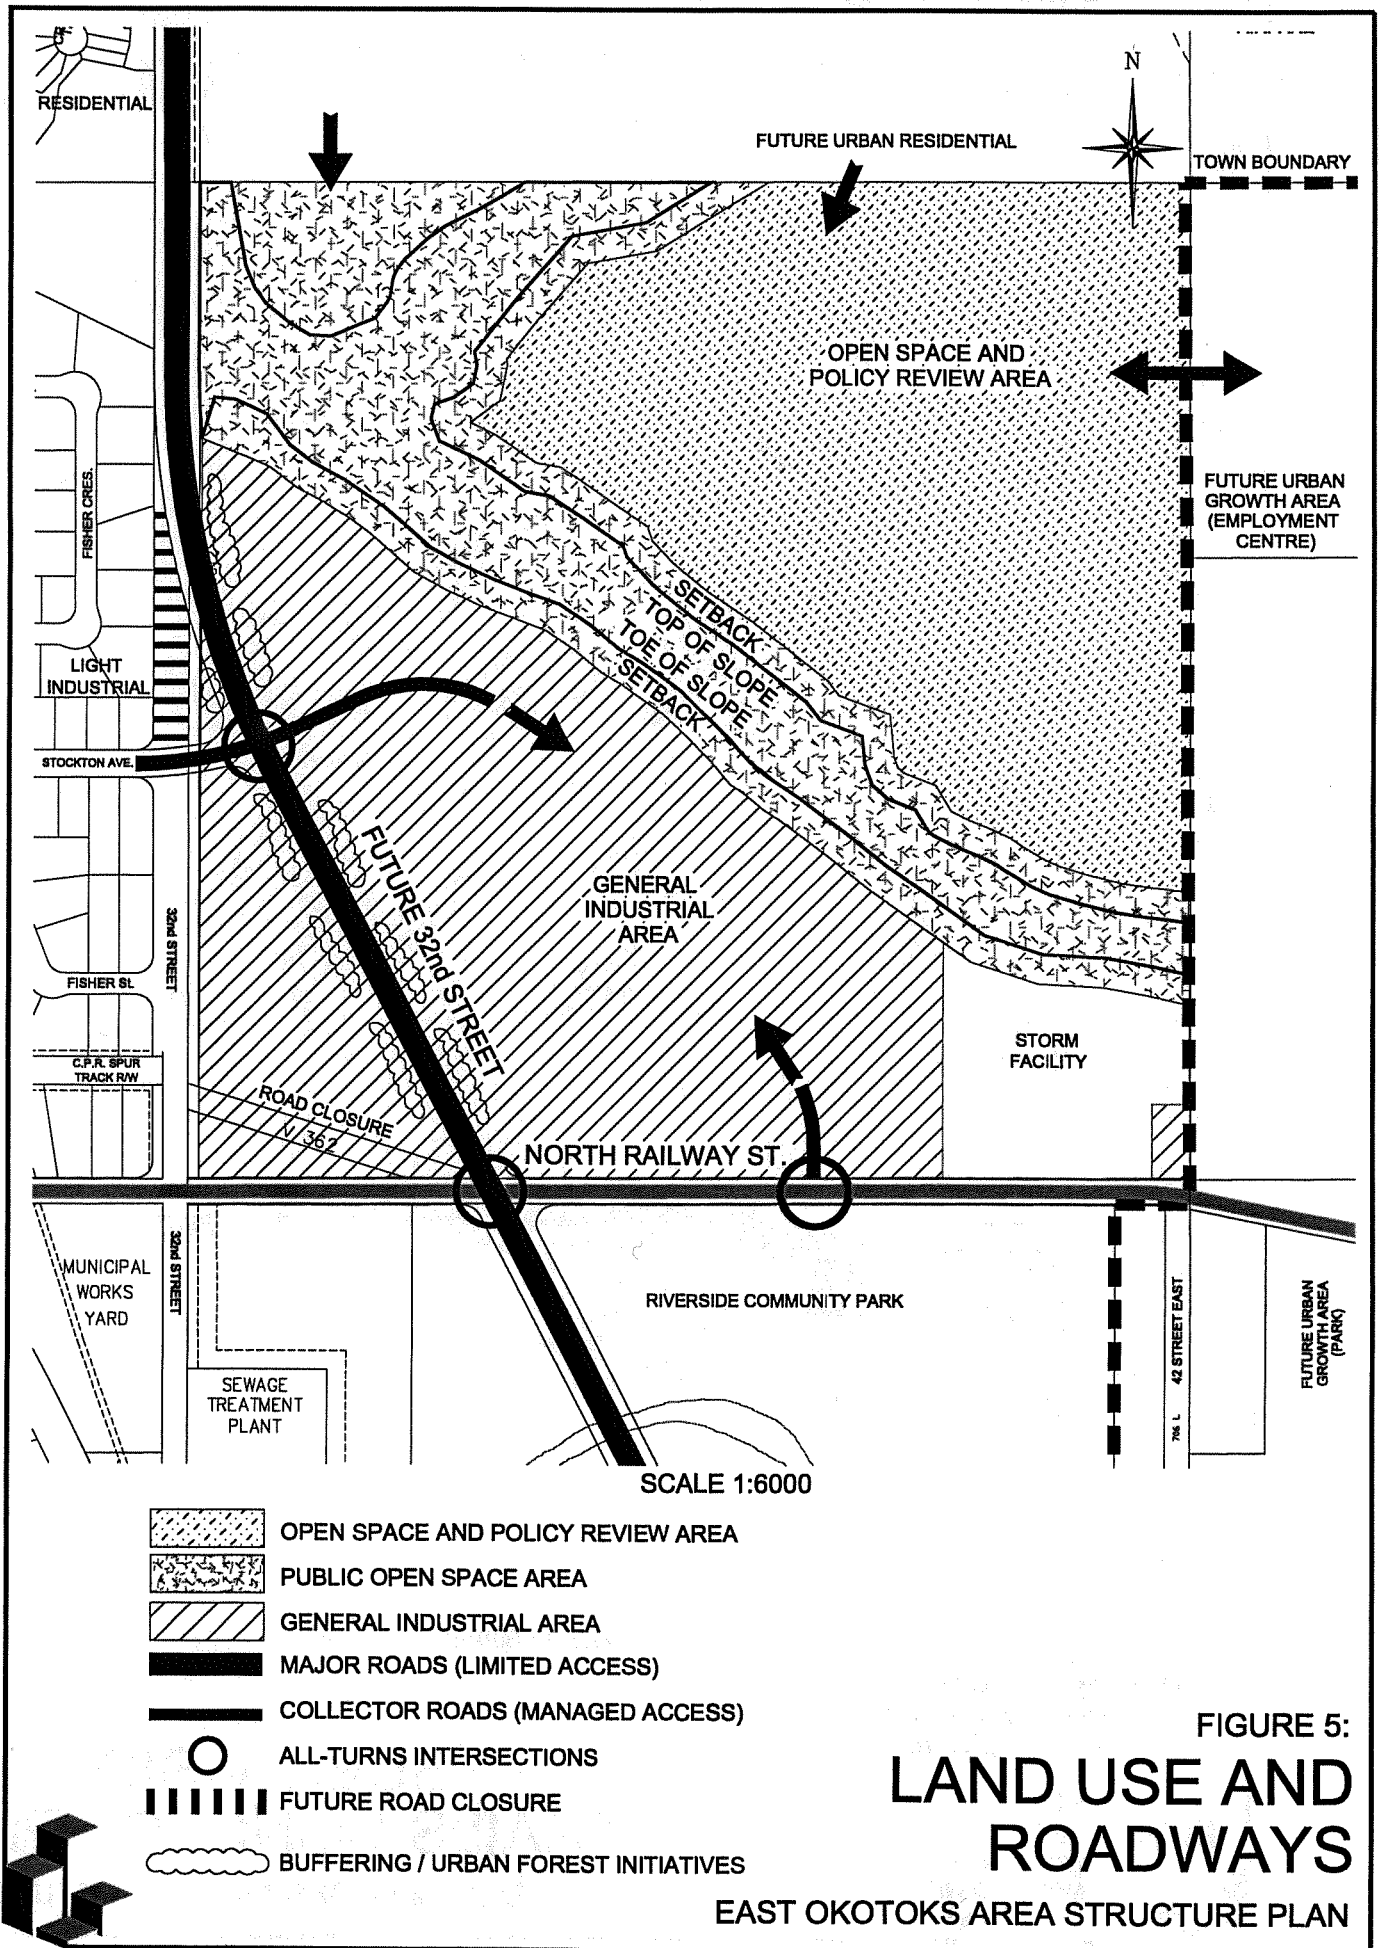 RESIDENTIAL
N
FUTURE URBAN RESIDENTIAL
TOWN BOUNDARY
OPEN SPACE AND
POLICY REVIEW AREA
FISHER CRES.
FUTURE URBAN
GROWTH AREA
(EMPLOYMENT
CENTRE)
SETBACK
TOP OF SLOPE
TOE OF SLOPE
SETBACK
LIGHT
INDUSTRIAL
STOCKTON AVE.
FUTURE 32nd STREET
GENERAL
INDUSTRIAL
AREA
32nd STREET
FISHER St.
STORM
FACILITY
C.P.R. SPUR
TRACK R/W
ROAD CLOSURE
V 362
NORTH RAILWAY ST.
MUNICIPAL
WORKS
YARD
32nd STREET
RIVERSIDE COMMUNITY PARK
42 STREET EAST
706 L
FUTURE URBAN
GROWTH AREA
(PARK)
SEWAGE
TREATMENT
PLANT
SCALE 1:6000
OPEN SPACE AND POLICY REVIEW AREA
PUBLIC OPEN SPACE AREA
GENERAL INDUSTRIAL AREA
MAJOR ROADS (LIMITED ACCESS)
COLLECTOR ROADS (MANAGED ACCESS)
ALL-TURNS INTERSECTIONS
FUTURE ROAD CLOSURE
BUFFERING / URBAN FOREST INITIATIVES
FIGURE 5:
LAND USE AND
ROADWAYS
EAST OKOTOKS AREA STRUCTURE PLAN